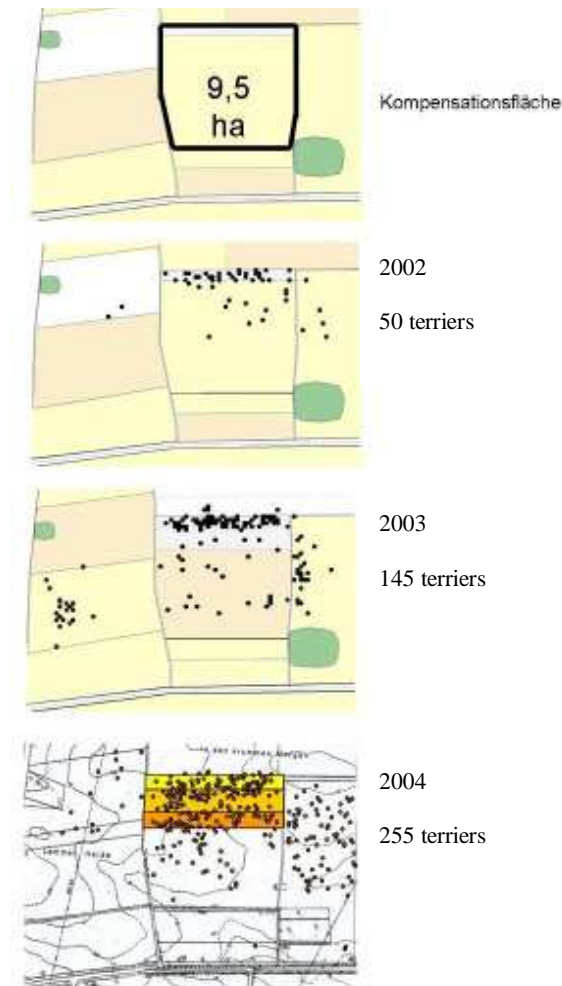 9,5
ha
Kompensationsfläche
2002
50 terriers
2003
145 terriers
2004
255 terriers